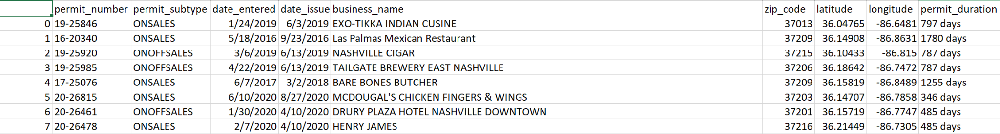 permit_number permit_subtype date_entered date_issue business_name zip_code latitude longitude permit_duration
0 19-25846 ONSALES 1/24/2019 6/3/2019 EXO-TIKKA INDIAN CUSINE 37013 36.04765 -86.6481 797 days
1 16-20340 ONSALES 5/18/2016 9/23/2016 Las Palmas Mexican Restaurant 37209 36.14908 -86.8631 1780 days
2 19-25920 ONOFFSALES 3/6/2019 6/13/2019 NASHVILLE CIGAR 37215 36.10433 -86.815 787 days
3 19-25985 ONOFFSALES 4/22/2019 6/13/2019 TAILGATE BREWERY EAST NASHVILLE 37206 36.18642 -86.7472 787 days
4 17-25076 ONSALES 6/7/2017 3/2/2018 BARE BONES BUTCHER 37209 36.15819 -86.8489 1255 days
5 20-26815 ONSALES 6/10/2020 8/27/2020 MCDOUGAL'S CHICKEN FINGERS & WINGS 37203 36.14707 -86.7858 346 days
6 20-26461 ONOFFSALES 1/30/2020 4/10/2020 DRURY PLAZA HOTEL NASHVILLE DOWNTOWN 37201 36.15719 -86.7747 485 days
7 20-26478 ONSALES 2/7/2020 4/10/2020 HENRY JAMES 37216 36.21449 -86.7305 485 days